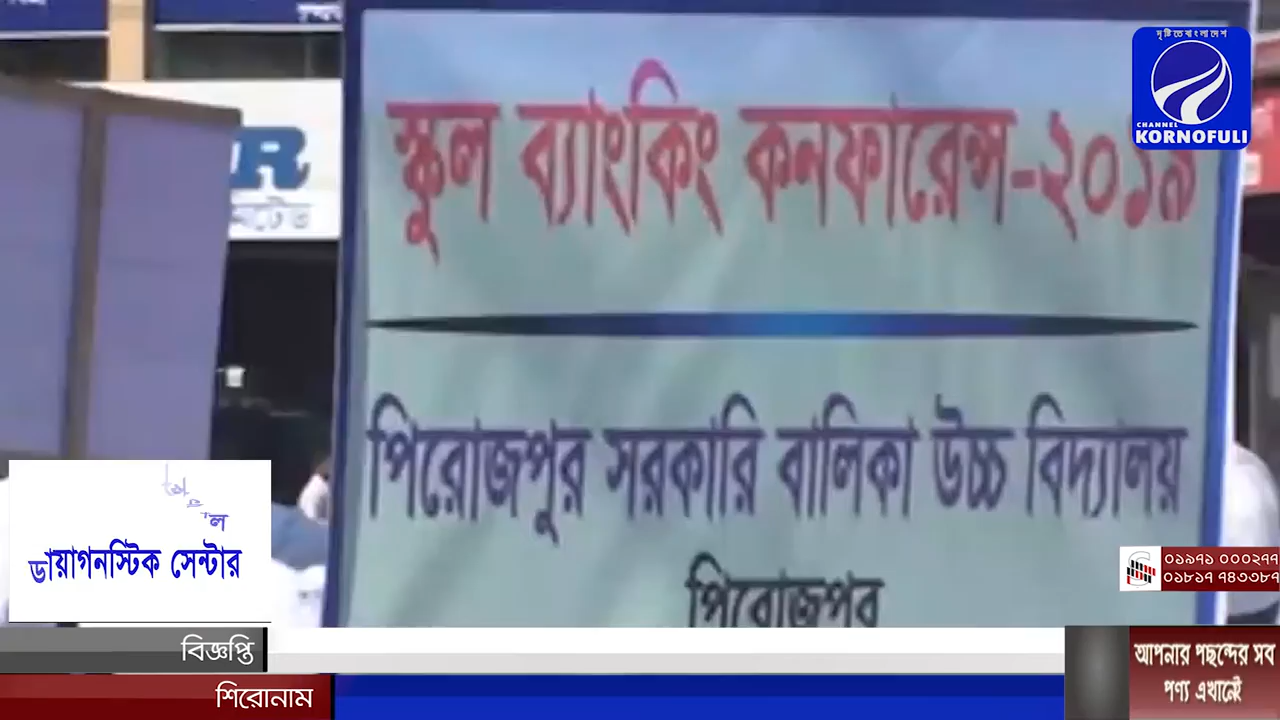 দৃষ্টিতে বাংলাদেশ
CHANNEL
KORNOFULI
স্কুল ব্যাংকিং কনফারেন্স-২০১৯
পিরোজপুর সরকারি বালিকা উচ্চ বিদ্যালয়
পিরোজপুর
ডায়াগনস্টিক সেন্টার
০১৯৭১ ০০০২৭৭
০১৮১৭ ৭৪৩৩৮৭
বিজ্ঞপ্তি
শিরোনাম
আপনার পছন্দের সব
পণ্য এখানেই